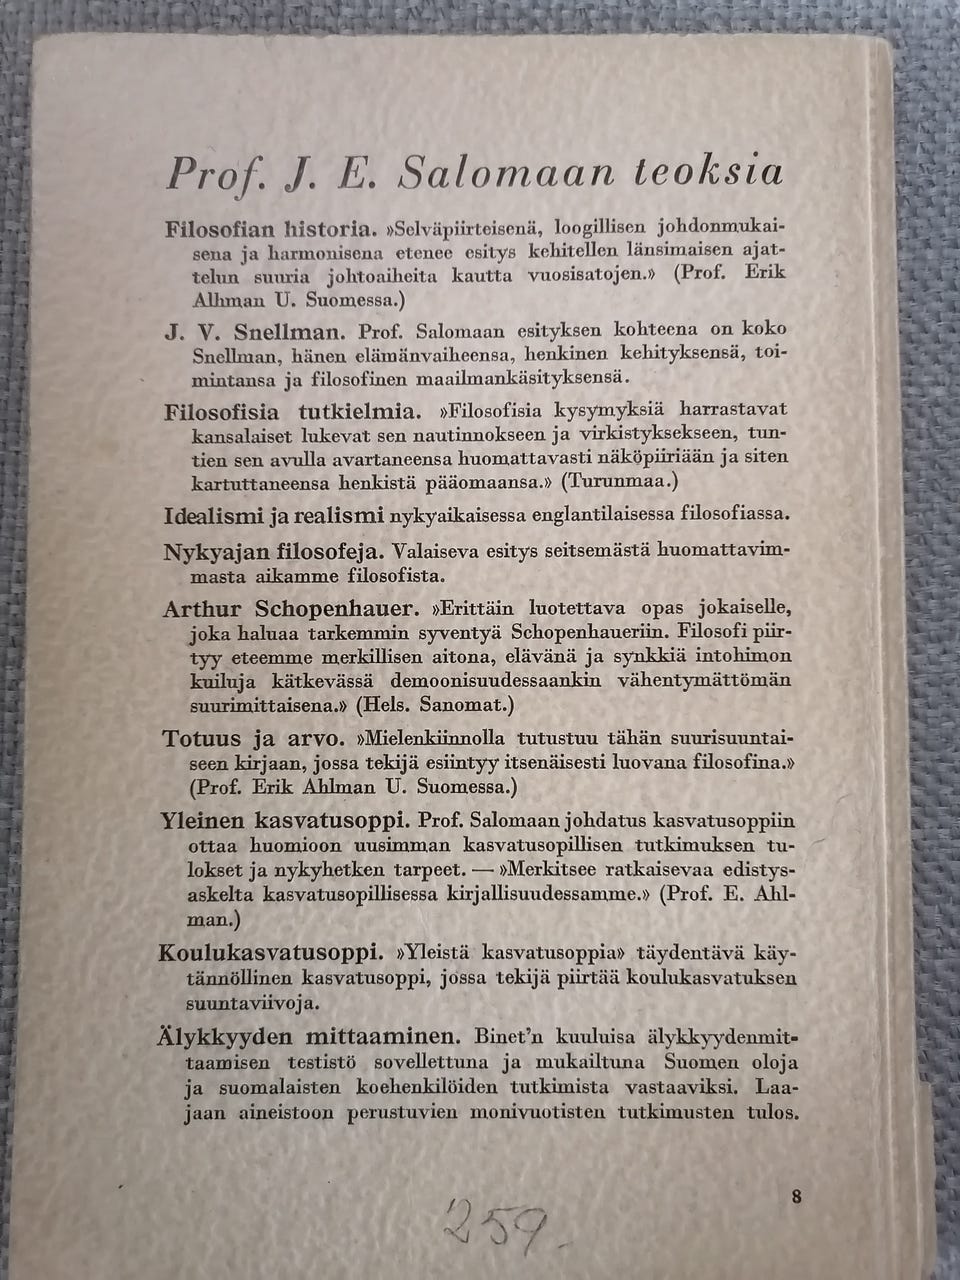 Prof. J. E. Salomaan teoksia
Filosofian historia. »Selväpiirteisenä, loogillisen johdonmukai-
sena ja harmonisena etenee esitys kehitellen länsimaisen ajat-
telun suuria johtoaiheita kautta vuosisatojen.» (Prof. Erik
Ahlman U. Suomessa.)
J. V. Snellman. Prof. Salomaan esityksen kohteena on koko
Snellman, hänen elämänvaiheensa, henkinen kehityksensä, toi-
mintansa ja filosofinen maailmankäsityksensä.
Filosofisia tutkielmia. »Filosofisia kysymyksiä harrastavat
kansalaiset lukevat sen nautinnokseen ja virkistyksekseen, tun-
tien sen avulla avartaneensa huomattavasti näköpiiriään ja siten
kartuttaneensa henkistä pääomaansa.» (Turunmaa.)
Idealismi ja realismi nykyaikaisessa englantilaisessa filosofiassa.
Nykyajan filosofeja. Valaiseva esitys seitsemästä huomattavim-
masta aikamme filosofista.
Arthur Schopenhauer. »Erittäin luotettava opas jokaiselle,
joka haluaa tarkemmin syventyä Schopenhaueriin. Filosofi piir-
tyy eteemme merkillisen aitona, elävänä ja synkkiä intohimon
kuiluja kätkevässä demoonisuudessaankin vähentymättömän
suurimittaisena.» (Hels. Sanomat.)
Totuus ja arvo. »Mielenkiinnolla tutustuu tähän suurisuuntai-
seen kirjaan, jossa tekijä esiintyy itsenäisesti luovana filosofina.»
(Prof. Erik Ahlman U. Suomessa.)
Yleinen kasvatusoppi. Prof. Salomaan johdatus kasvatusoppiin
ottaa huomioon uusimman kasvatusopillisen tutkimuksen tu-
lokset ja nykyhetken tarpeet. — »Merkitsee ratkaisevaa edistys-
askelta kasvatusopillisessa kirjallisuudessamme.» (Prof. E. Ahl-
man.)
Koulukasvatusoppi. »Yleistä kasvatusoppia» täydentävä käy-
tännöllinen kasvatusoppi, jossa tekijä piirtää koulukasvatuksen
suuntaviivoja.
Älykkyyden mittaaminen. Binet'n kuuluisa älykkyydenmit-
taamisen testistö sovellettuna ja mukailtuna Suomen oloja
ja suomalaisten koehenkilöiden tutkimista vastaaviksi. Laa-
jaan aineistoon perustuvien monivuotisten tutkimusten tulos.
8
259